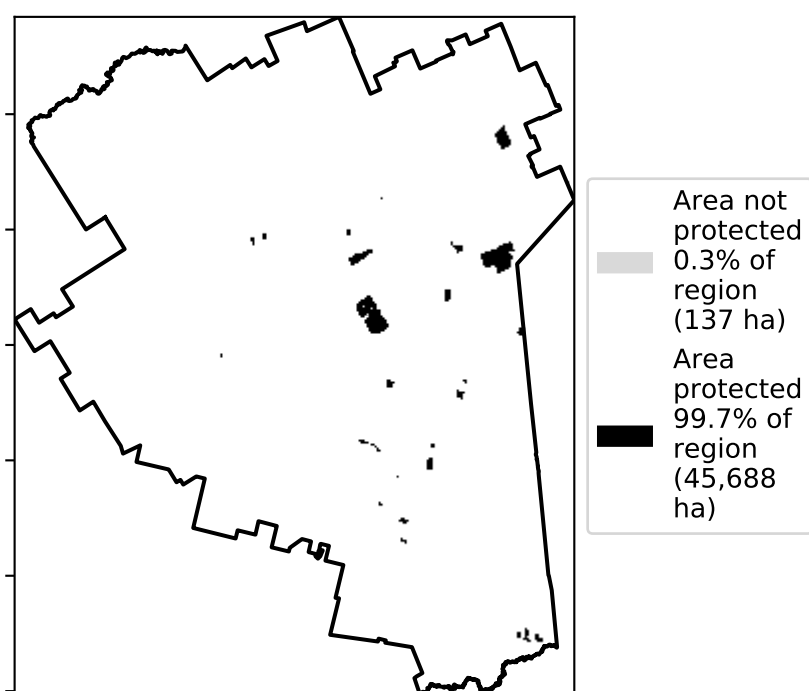 Area not
protected
0.3% of
region
(137 ha)
Area
protected
99.7% of
region
(45,688
ha)